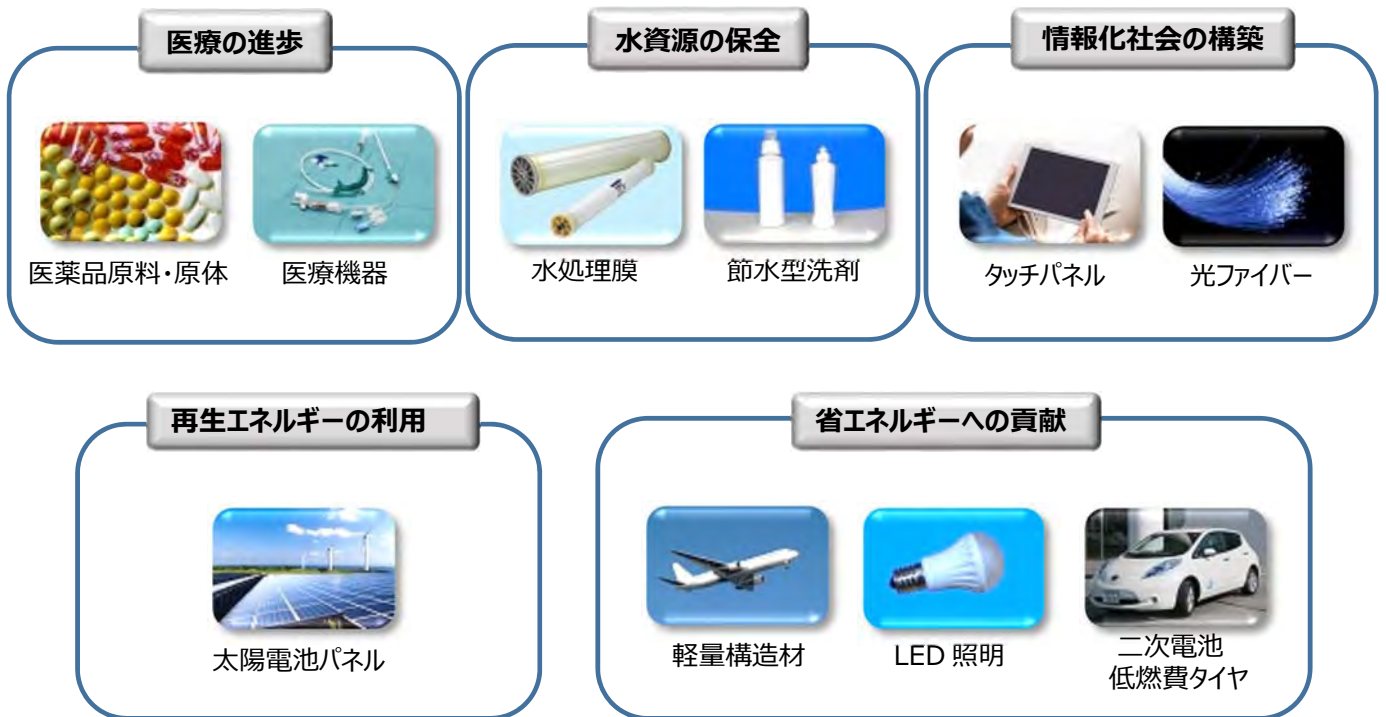 医療の進歩
医薬品原料・原体
医療機器
水資源の保全
水処理膜
節水型洗剤
情報化社会の構築
タッチパネル
光ファイバー
再生エネルギーの利用
太陽電池パネル
省エネルギーへの貢献
軽量構造材
LED 照明
二次電池
低燃費タイヤ